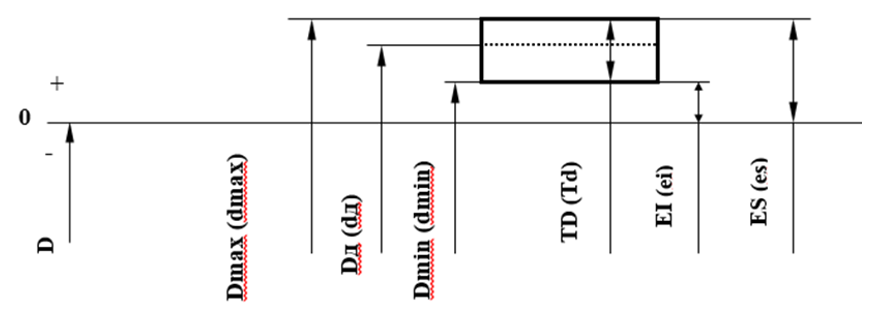 +
0
-
D
Dmax (dmax)
Dд (dд)
Dmin (dmin)
TD (Td)
EI (ei)
ES (es)